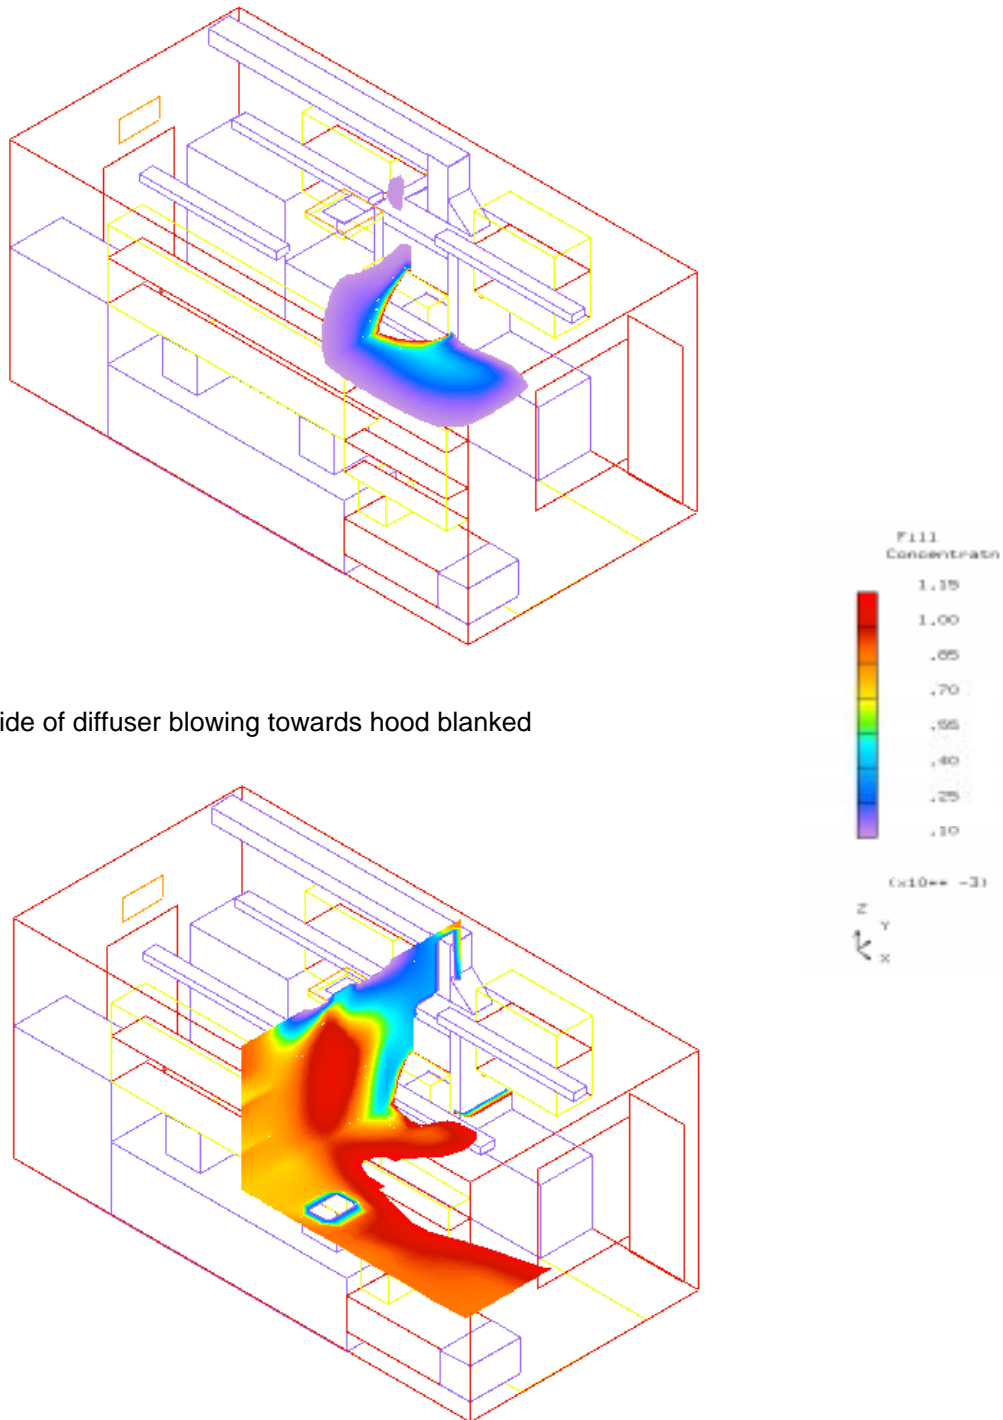 Fill
Concentratn
1.15
1.00
.85
.70
.55
.40
.25
.10
ide of diffuser blowing towards hood blanked
(x10** -3)
Z
Y
X